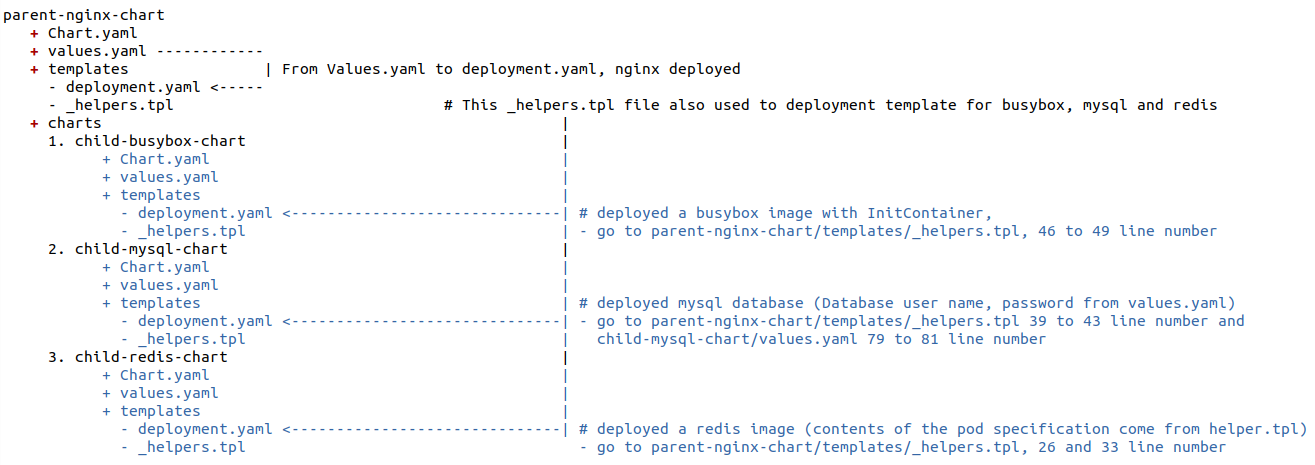 parent-nginx-chart
   + Chart.yaml
   + values.yaml ------------
   + templates               | From Values.yaml to deployment.yaml, nginx deployed
     - deployment.yaml <-----
     - _helpers.tpl                              # This _helpers.tpl file also used to deployment template for busybox, mysql and redis
   + charts                                                   |
     1. child-busybox-chart                                   |
           + Chart.yaml                                       |
           + values.yaml                                      |
           + templates                                        |
             - deployment.yaml <------------------------------| # deployed a busybox image with InitContainer,
             - _helpers.tpl                                   | - go to parent-nginx-chart/templates/_helpers.tpl, 46 to 49 line number
     2. child-mysql-chart                                     |
           + Chart.yaml                                       |
           + values.yaml                                      |
           + templates                                        | # deployed mysql database (Database user name, password from values.yaml)
             - deployment.yaml <------------------------------| - go to parent-nginx-chart/templates/_helpers.tpl 39 to 43 line number and
             - _helpers.tpl                                   |   child-mysql-chart/values.yaml 79 to 81 line number
     3. child-redis-chart                                     |
           + Chart.yaml                                       |
           + values.yaml                                      |
           + templates                                        |
             - deployment.yaml <------------------------------| # deployed a redis image (contents of the pod specification come from helper.tpl)
             - _helpers.tpl                                     - go to parent-nginx-chart/templates/_helpers.tpl, 26 and 33 line number